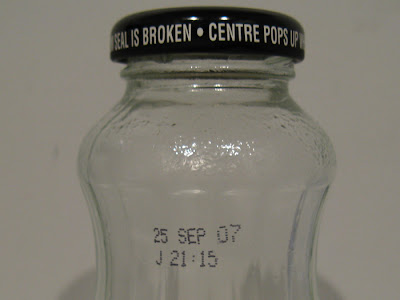 SEAL IS BROKEN • CENTRE POPS UP
25 SEP 07
J 21:15